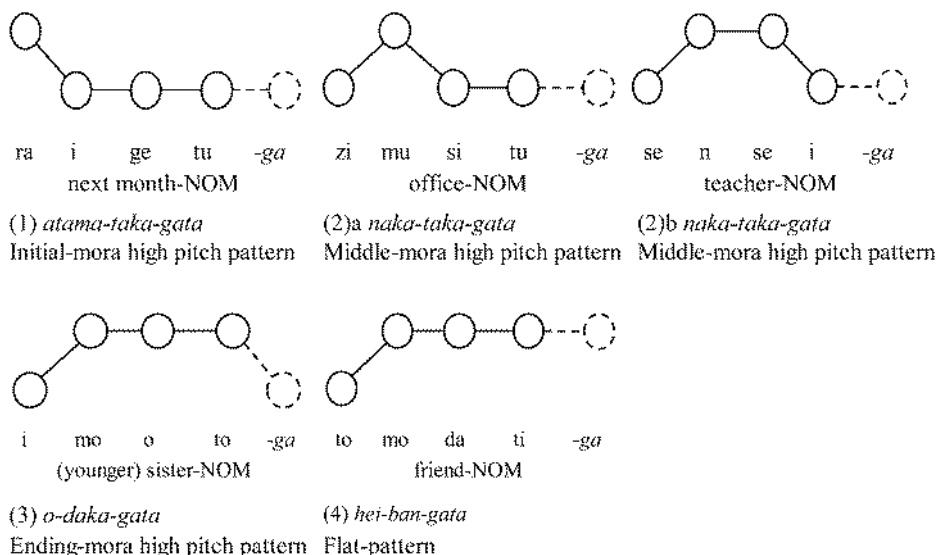 ra i ge tu -ga zi mu si tu -ga se n se i -ga
next month-NOM office-NOM teacher-NOM
(1) atama-taka-gata (2)a naka-taka-gata (2)b naka-taka-gata
Initial-mora high pitch pattern Middle-mora high pitch pattern Middle-mora high pitch pattern
i mo o to -ga to mo da ti -ga
(younger) sister-NOM friend-NOM
(3) o-daka-gata (4) hei-ban-gata
Ending-mora high pitch pattern Flat-pattern